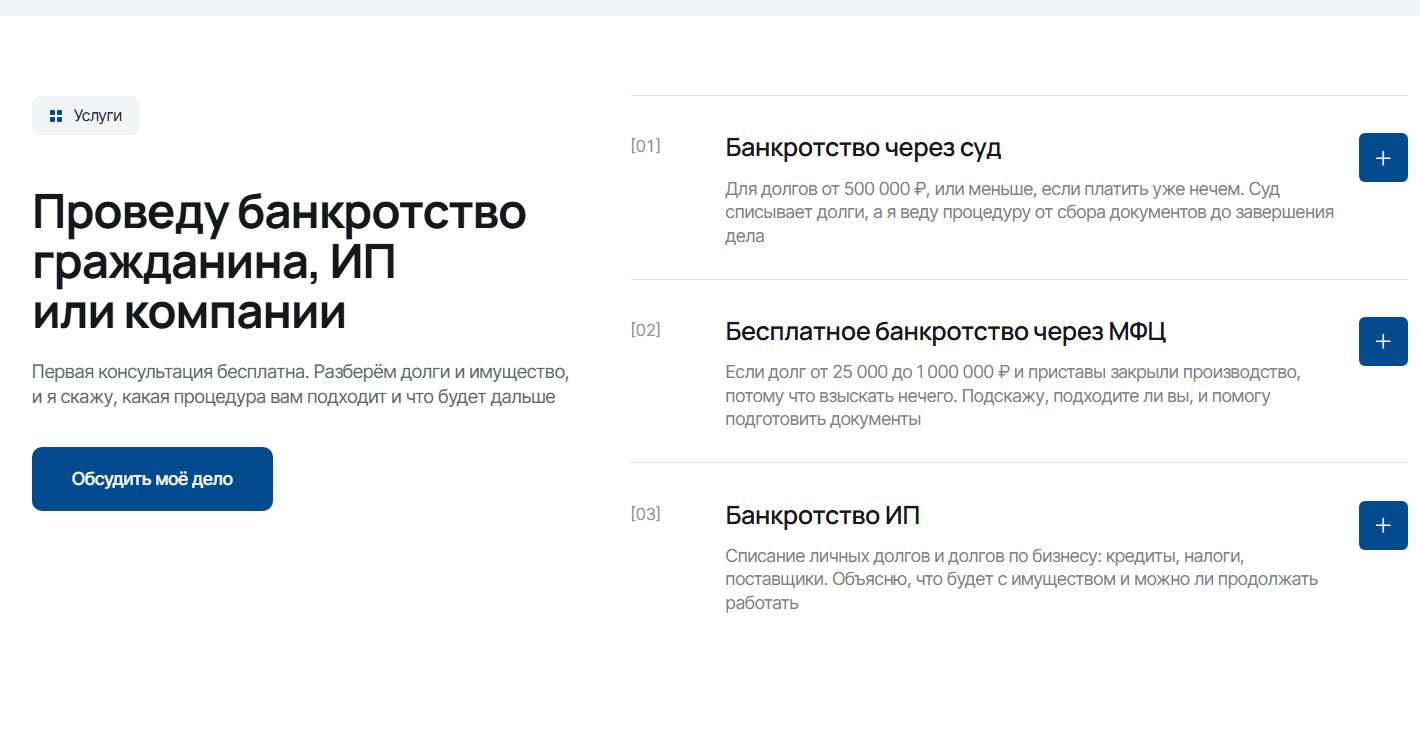 Услуги
Проведу банкротство
гражданина, ИП
или компании
Первая консультация бесплатна. Разберём долги и имущество,
и я скажу, какая процедура вам подходит и что будет дальше
Обсудить моё дело
[01]
Банкротство через суд
Для долгов от 500 000 ₽, или меньше, если платить уже нечем. Суд
списывает долги, а я веду процедуру от сбора документов до завершения
дела
[02]
Бесплатное банкротство через МФЦ
Если долг от 25 000 до 1 000 000 ₽ и приставы закрыли производство,
потому что взыскать нечего. Подскажу, подходите ли вы, и помогу
подготовить документы
[03]
Банкротство ИП
Списание личных долгов и долгов по бизнесу: кредиты, налоги,
поставщики. Объясню, что будет с имуществом и можно ли продолжать
работать